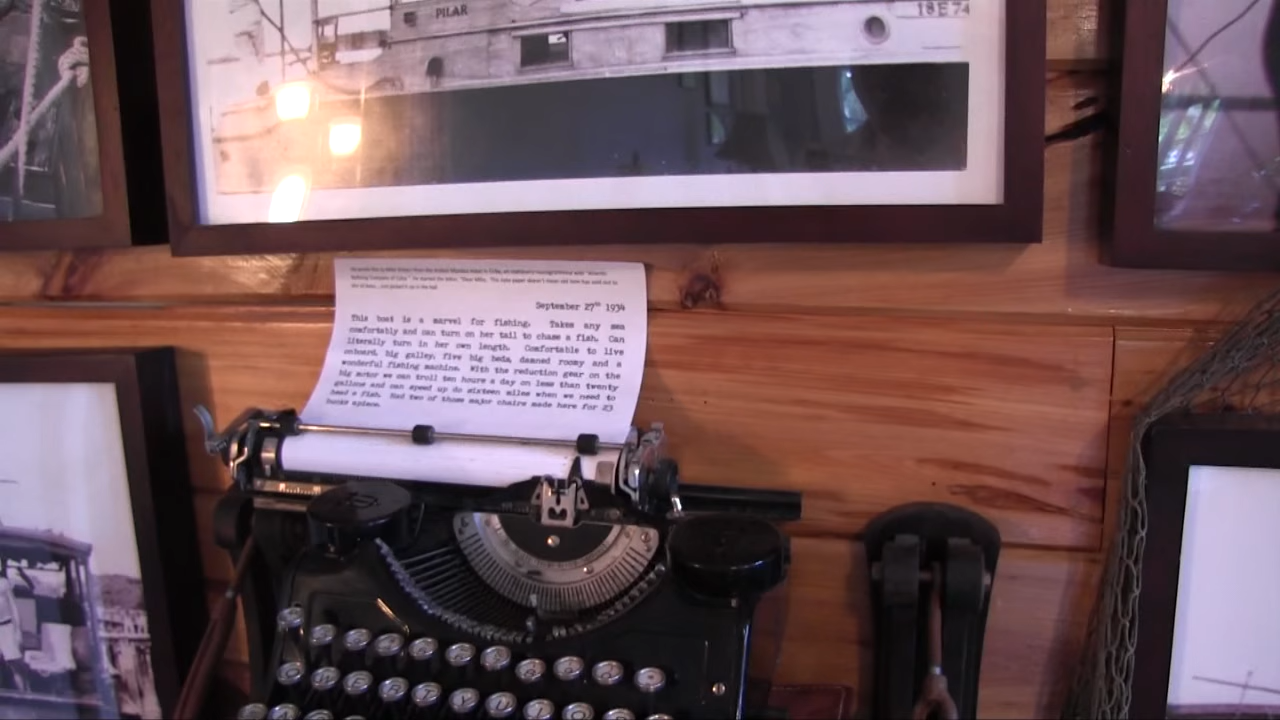 PILAR
18E74
September 27th 1934
This boat is a marvel for fishing. Takes any sea
comfortably and can turn on her tail to chase a fish. Can
literally turn in her own length. Comfortable to live
onboard, big galley, five big beds, damned roomy and a
wonderful fishing machine. With the reduction gear on the
big motor we can troll ten hours a day on less than twenty
gallons and can speed up do sixteen miles when we need to
head a fish. Had two of those major chairs made here for 23
bucks apiece.